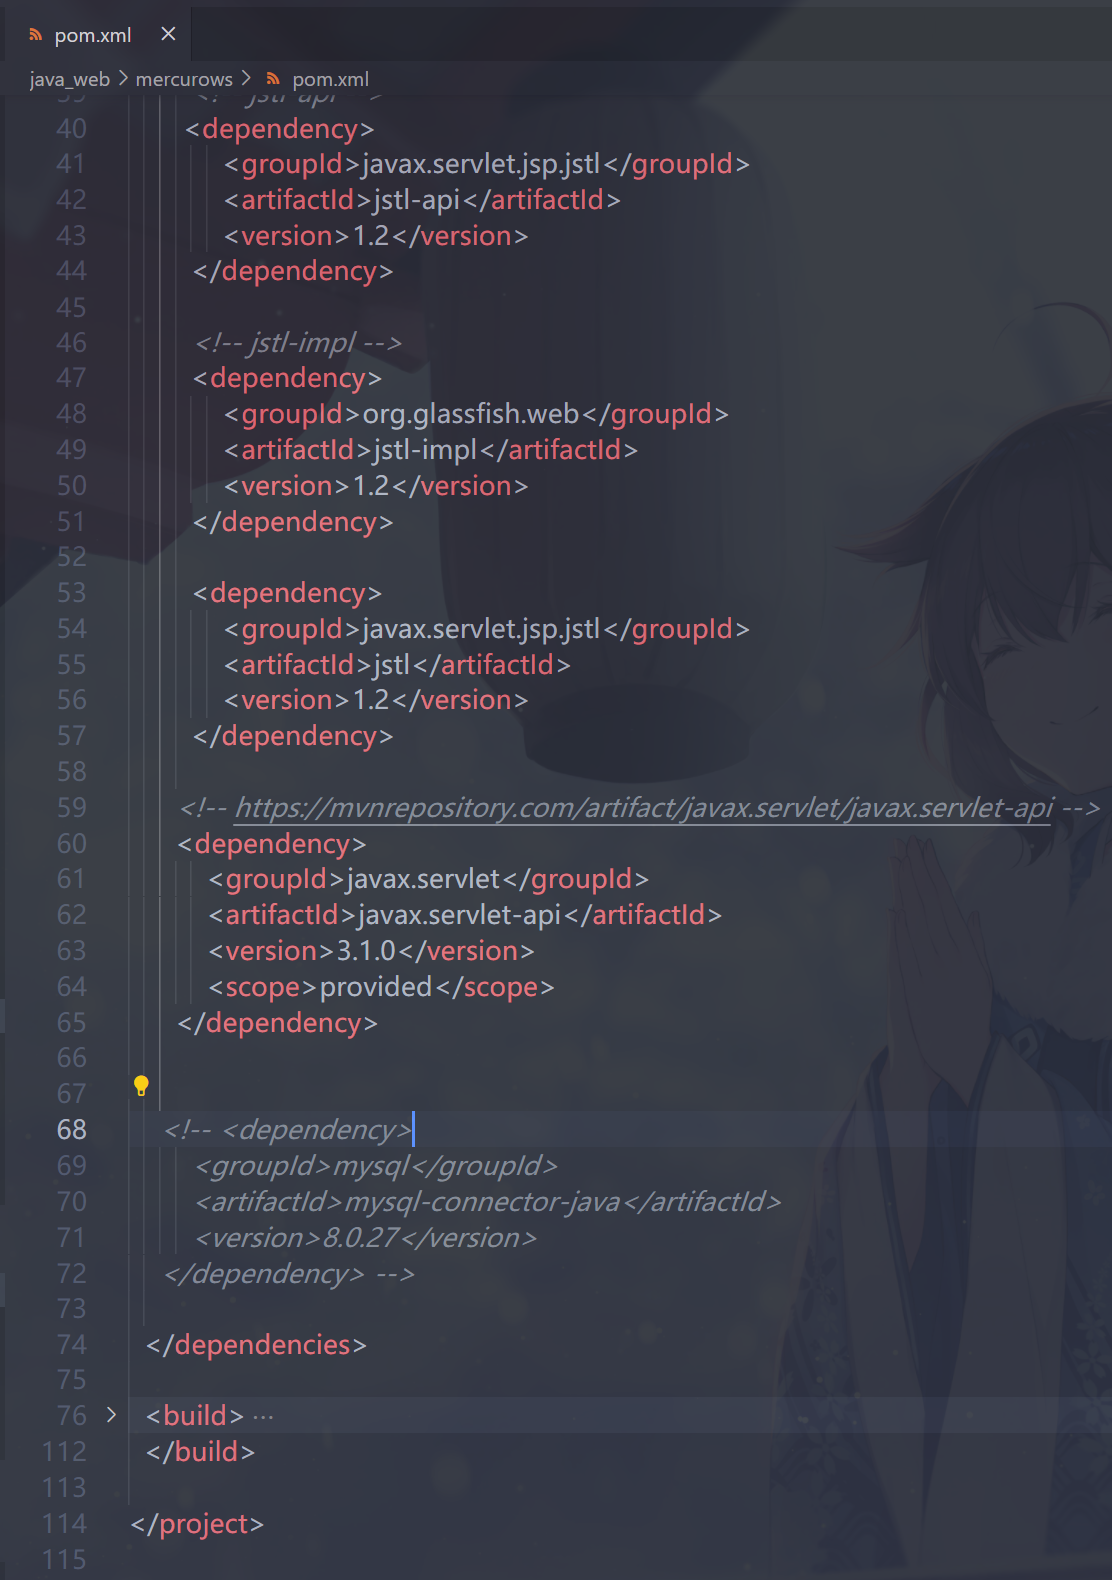 pom.xml
java_web > mercurows > pom.xml
39 <!-- jstl-api -->
40 <dependency>
41 <groupId>javax.servlet.jsp.jstl</groupId>
42 <artifactId>jstl-api</artifactId>
43 <version>1.2</version>
44 </dependency>
45
46 <!-- jstl-impl -->
47 <dependency>
48 <groupId>org.glassfish.web</groupId>
49 <artifactId>jstl-impl</artifactId>
50 <version>1.2</version>
51 </dependency>
52
53 <dependency>
54 <groupId>javax.servlet.jsp.jstl</groupId>
55 <artifactId>jstl</artifactId>
56 <version>1.2</version>
57 </dependency>
58
59 <!-- https://mvnrepository.com/artifact/javax.servlet/javax.servlet-api -->
60 <dependency>
61 <groupId>javax.servlet</groupId>
62 <artifactId>javax.servlet-api</artifactId>
63 <version>3.1.0</version>
64 <scope>provided</scope>
65 </dependency>
66
67
68 <!-- <dependency>
69 <groupId>mysql</groupId>
70 <artifactId>mysql-connector-java</artifactId>
71 <version>8.0.27</version>
72 </dependency> -->
73
74 </dependencies>
75
76 <build> ...
112 </build>
113
114 </project>
115